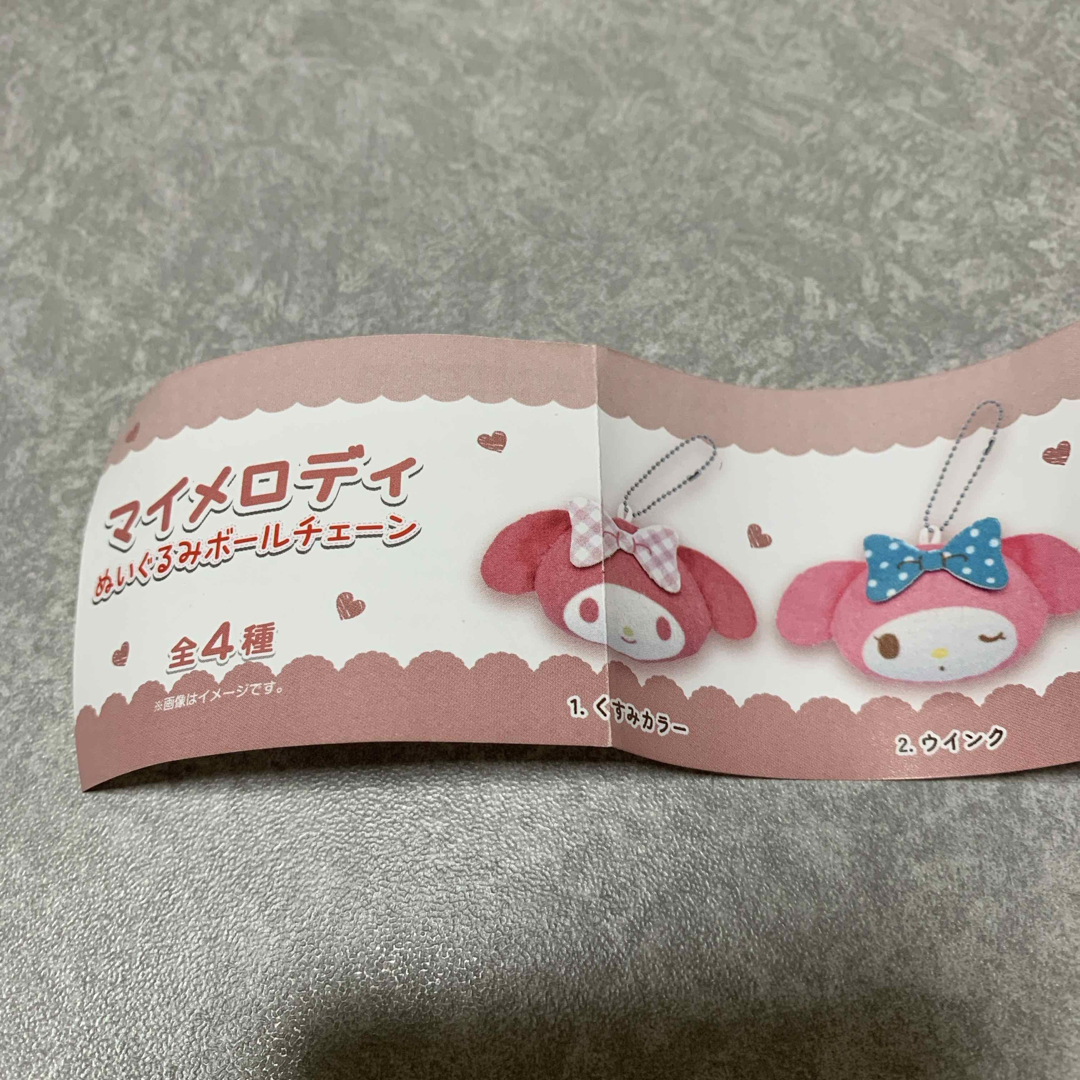 マイメロディ
ぬいぐるみボールチェーン
全4種
※画像はイメージです。
1. くすみカラー
2. ウインク